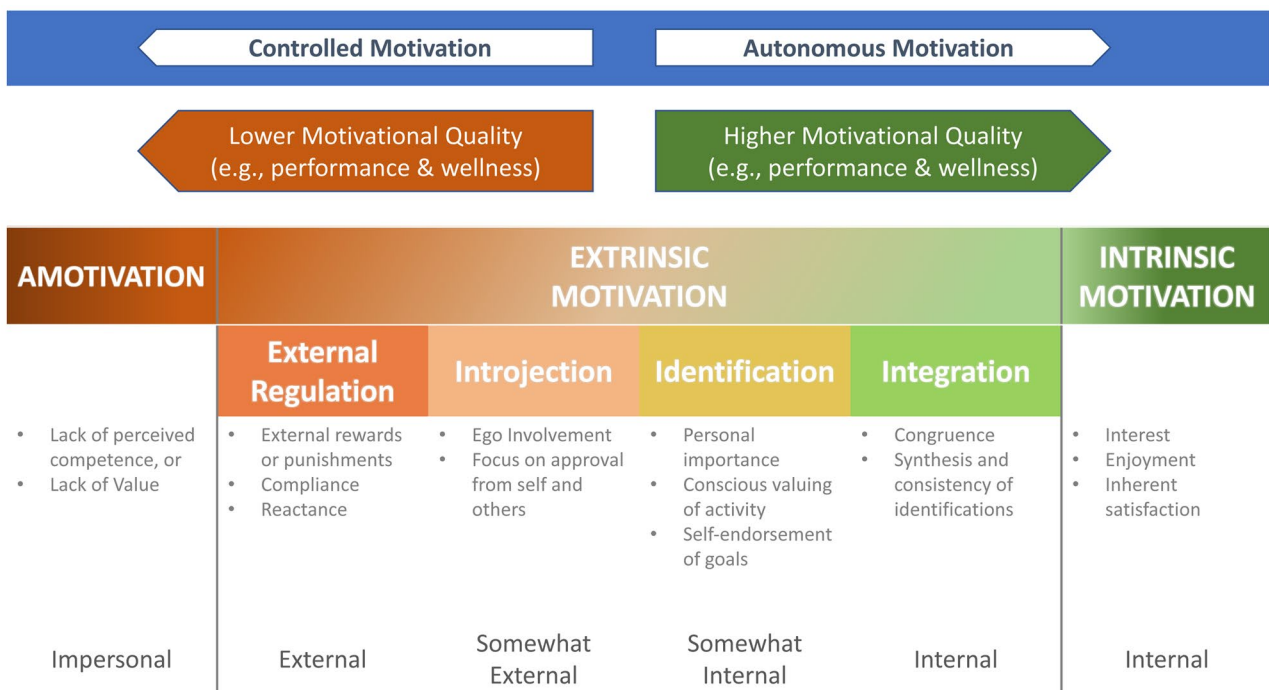 Controlled Motivation
Autonomous Motivation
Lower Motivational Quality
(e.g., performance & wellness)
Higher Motivational Quality
(e.g., performance & wellness)
AMOTIVATION
EXTRINSIC
MOTIVATION
INTRINSIC
MOTIVATION
External
Regulation
Introjection
Identification
Integration
• Lack of perceived
competence, or
• Lack of Value
• External rewards
or punishments
• Compliance
• Reactance
• Ego Involvement
• Focus on approval
from self and
others
• Personal
importance
• Conscious valuing
of activity
• Self-endorsement
of goals
• Congruence
• Synthesis and
consistency of
identifications
• Interest
• Enjoyment
• Inherent
satisfaction
Impersonal
External
Somewhat
External
Somewhat
Internal
Internal
Internal